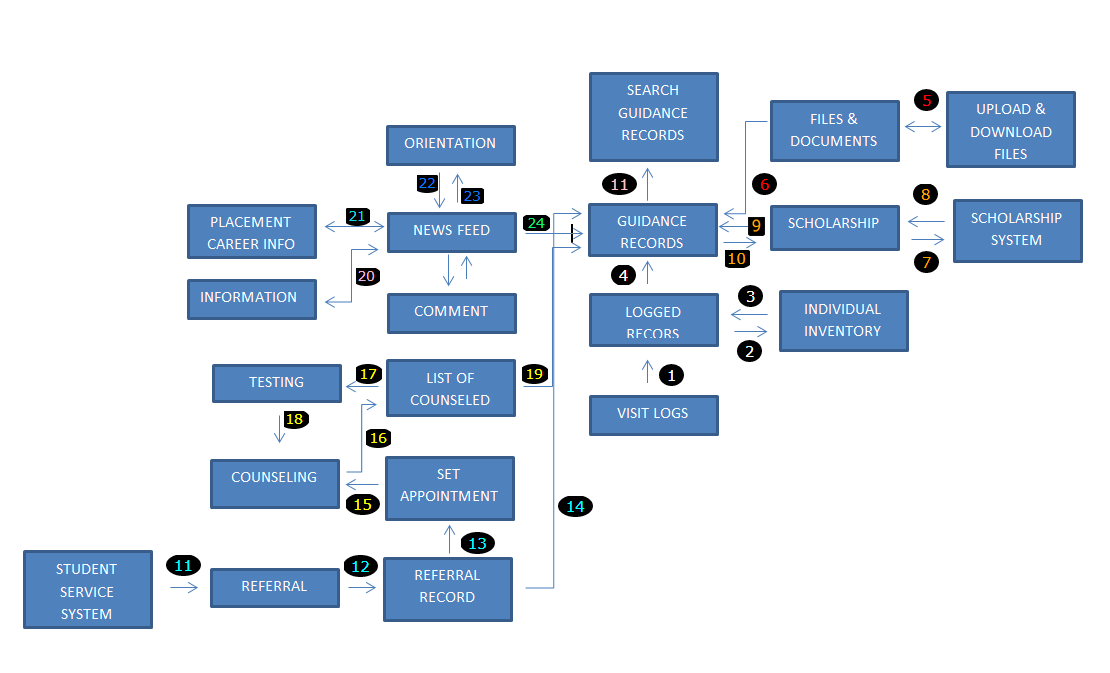 SEARCH
GUIDANCE
RECORDS
FILES &
DOCUMENTS
5
UPLOAD &
DOWNLOAD
FILES
ORIENTATION
22
23
11
6
8
PLACEMENT
CAREER INFO
21
NEWS FEED
24
GUIDANCE
RECORDS
9
10
SCHOLARSHIP
7
SCHOLARSHIP
SYSTEM
20
INFORMATION
COMMENT
4
LOGGED
RECORS
3
2
INDIVIDUAL
INVENTORY
1
VISIT LOGS
TESTING
17
LIST OF
COUNSELED
19
18
16
COUNSELING
15
SET
APPOINTMENT
14
13
STUDENT
SERVICE
SYSTEM
11
REFERRAL
12
REFERRAL
RECORD